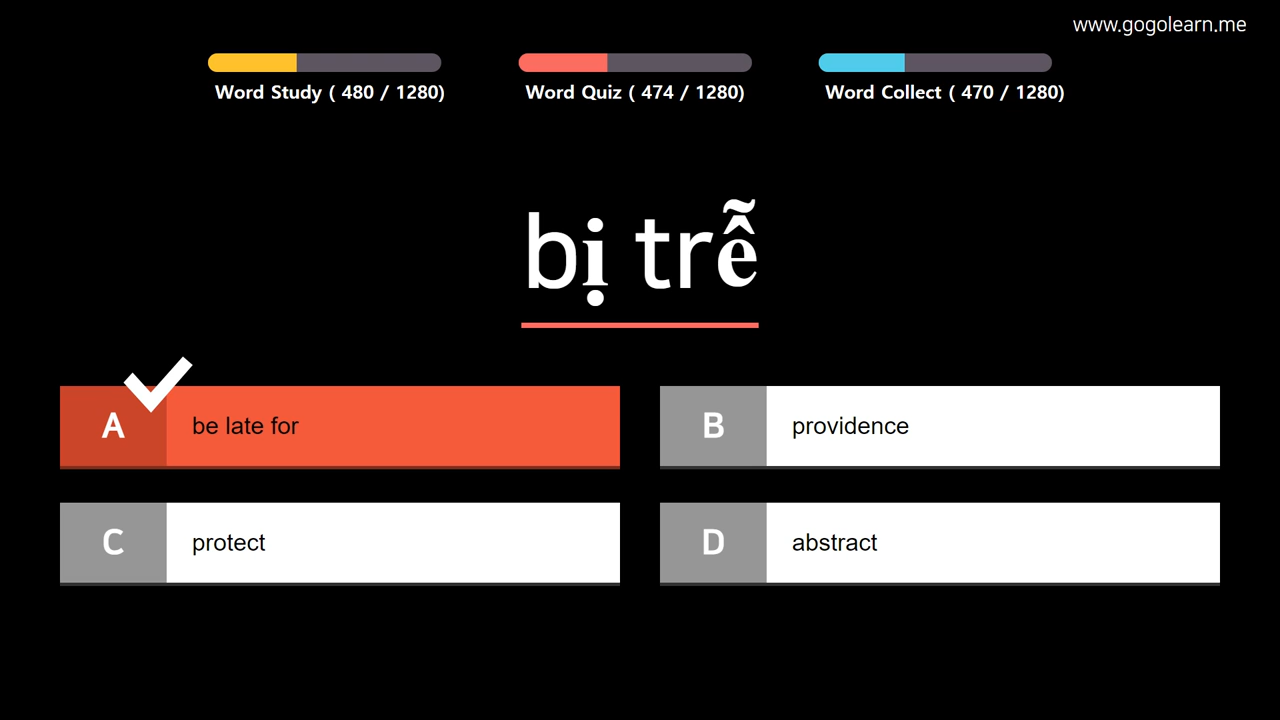 www.gogolearn.me
Word Study ( 480 / 1280)
Word Quiz ( 474 / 1280)
Word Collect ( 470 / 1280)
bị trễ
A be late for
B providence
C protect
D abstract